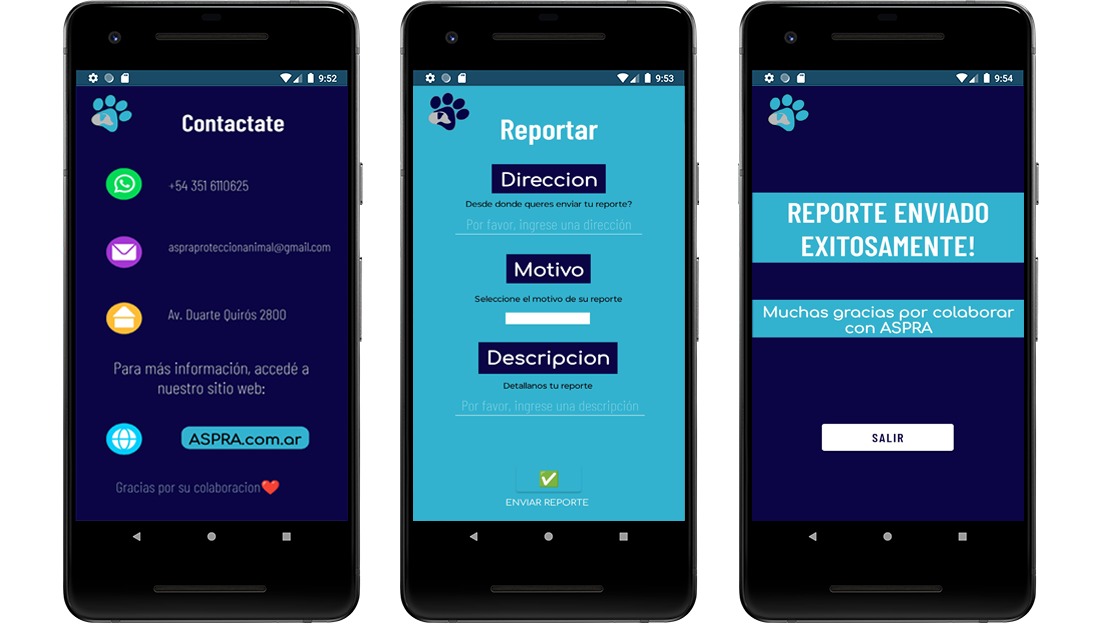 9:52
Contactate
+54 351 6110625
aspraproteccionanimal@gmail.com
Av. Duarte Quirós 2800
Para más información, accedé a
nuestro sitio web:
ASPRA.com.ar
Gracias por su colaboracion
9:53
Reportar
Direccion
Desde donde queres enviar tu reporte?
Por favor, ingrese una dirección
Motivo
Seleccione el motivo de su reporte
Descripcion
Detallanos tu reporte
Por favor, ingrese una descripción
ENVIAR REPORTE
9:54
REPORTE ENVIADO
EXITOSAMENTE!
Muchas gracias por colaborar
con ASPRA
SALIR